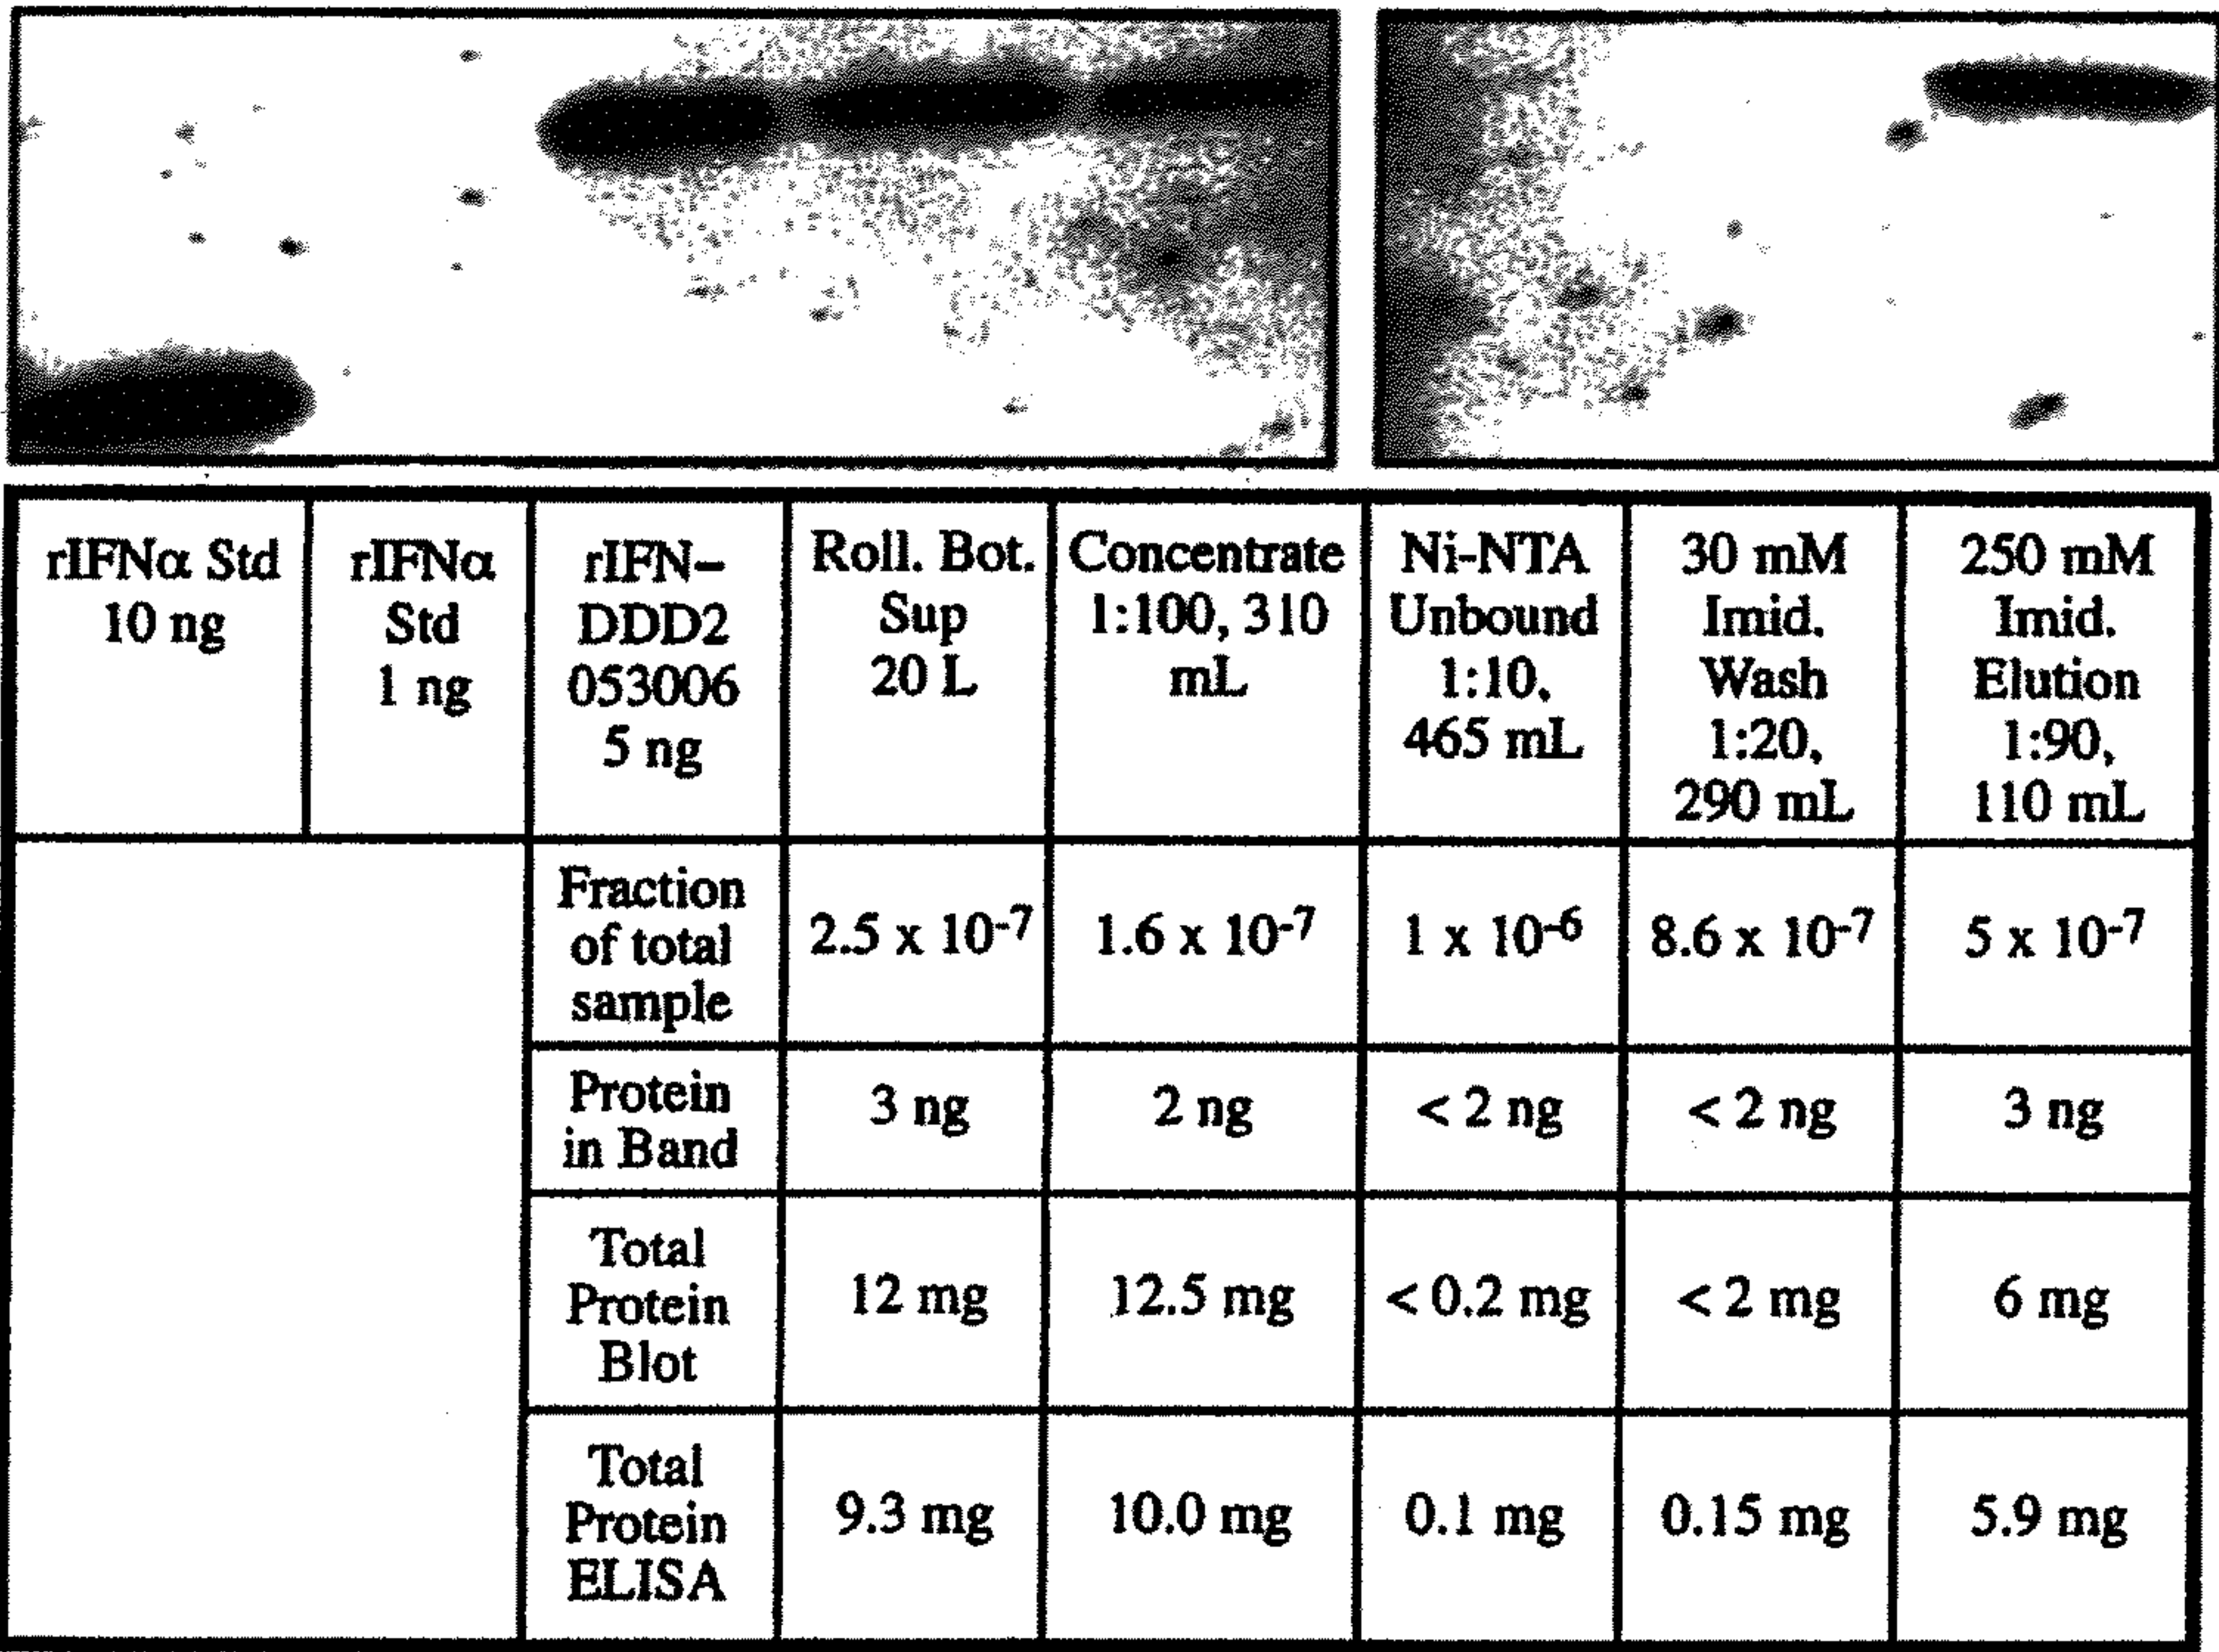 rIFNα Std
10 ng
rIFNα
Std
1 ng
rIFN–
DDD2
053006
5 ng
Roll. Bot.
Sup
20 L
Concentrate
1:100, 310
mL
Ni-NTA
Unbound
1:10,
465 mL
30 mM
Imid.
Wash
1:20,
290 mL
250 mM
Imid.
Elution
1:90,
110 mL
Fraction
of total
sample
2.5 x 10⁻⁷
1.6 x 10⁻⁷
1 x 10⁻⁶
8.6 x 10⁻⁷
5 x 10⁻⁷
Protein
in Band
3 ng
2 ng
< 2 ng
< 2 ng
3 ng
Total
Protein
Blot
12 mg
12.5 mg
< 0.2 mg
< 2 mg
6 mg
Total
Protein
ELISA
9.3 mg
10.0 mg
0.1 mg
0.15 mg
5.9 mg